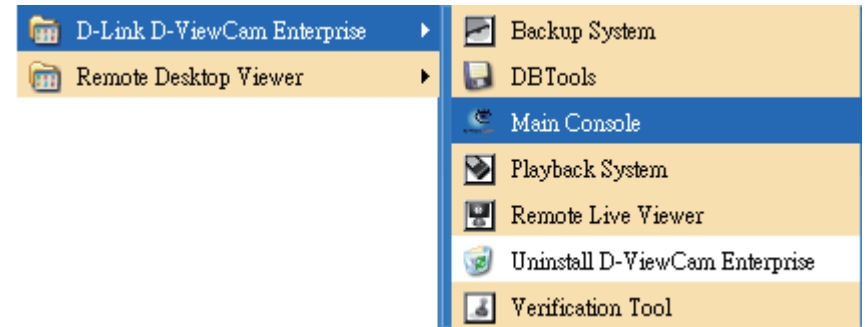 D-Link D-ViewCam Enterprise
Remote Desktop Viewer
Backup System
DBTools
Main Console
Playback System
Remote Live Viewer
Uninstall D-ViewCam Enterprise
Verification Tool